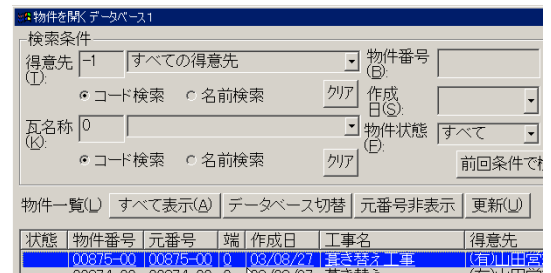 物件を開く データベース1
検索条件
得意先(T): -1 すべての得意先
物件番号(B):
コード検索 名前検索 クリア
作成日(S):
瓦名称(K): 0
物件状態(F): すべて
コード検索 名前検索 クリア
前回条件で
物件一覧(L) すべて表示(A) データベース切替 元番号非表示 更新(U)
状態 物件番号 元番号 端 作成日 工事名 得意先
00875-00 00875-00 0 03/08/27 葺き替え工事 (有)山田営